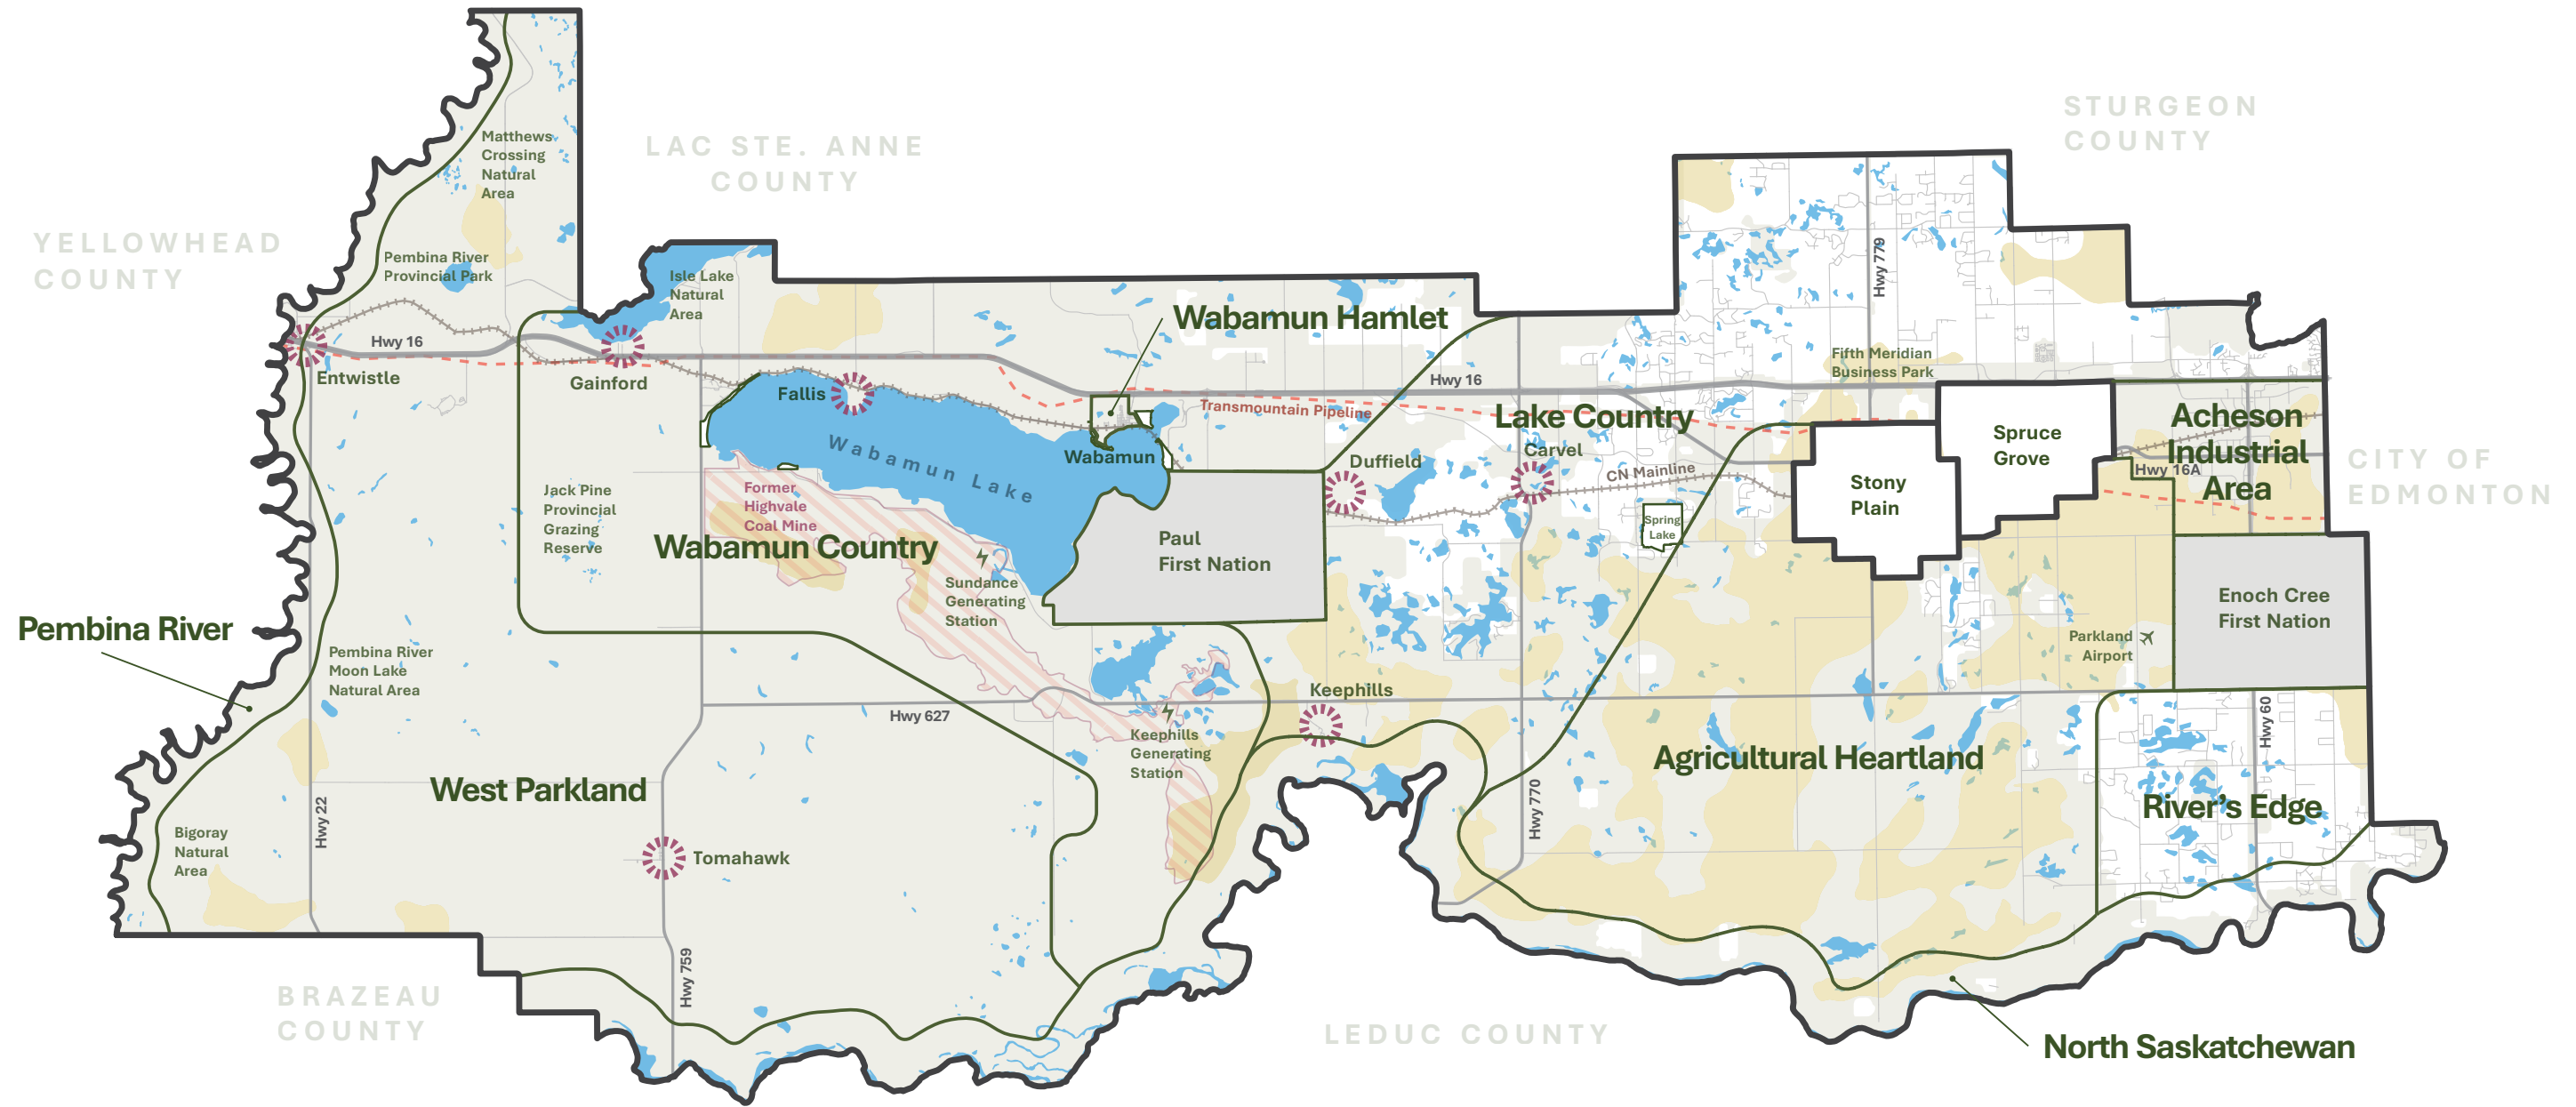 STURGEON
COUNTY
LAC STE. ANNE
COUNTY
YELLOWHEAD
COUNTY
Matthews
Crossing
Natural
Area
Pembina River
Provincial Park
Isle Lake
Natural
Area
Hwy 779
Wabamun Hamlet
Hwy 16
Entwistle
Gainford
Fallis
Hwy 16
Transmountain Pipeline
Lake Country
Fifth Meridian
Business Park
Acheson
Industrial
Area
Hwy 16A
Spruce
Grove
Stony
Plain
CITY OF
EDMONTON
Wabamun Lake
Wabamun
Duffield
Carvel
CN Mainline
Spring
Lake
Jack Pine
Provincial
Grazing
Reserve
Former
Highvale
Coal Mine
Wabamun Country
Sundance
Generating
Station
Paul
First Nation
Enoch Cree
First Nation
Parkland
Airport
Pembina River
Pembina River
Moon Lake
Natural Area
Hwy 627
Keephills
Keephills
Generating
Station
Hwy 60
West Parkland
Agricultural Heartland
River's Edge
Hwy 22
Hwy 770
Bigoray
Natural
Area
Tomahawk
Hwy 759
BRAZEAU
COUNTY
LEDUC COUNTY
North Saskatchewan